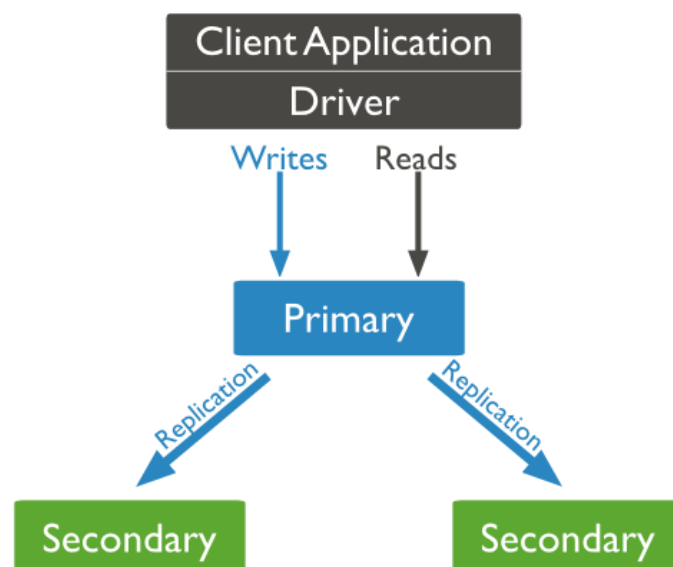 Client Application
Driver
Writes
Reads
Primary
Replication
Replication
Secondary
Secondary